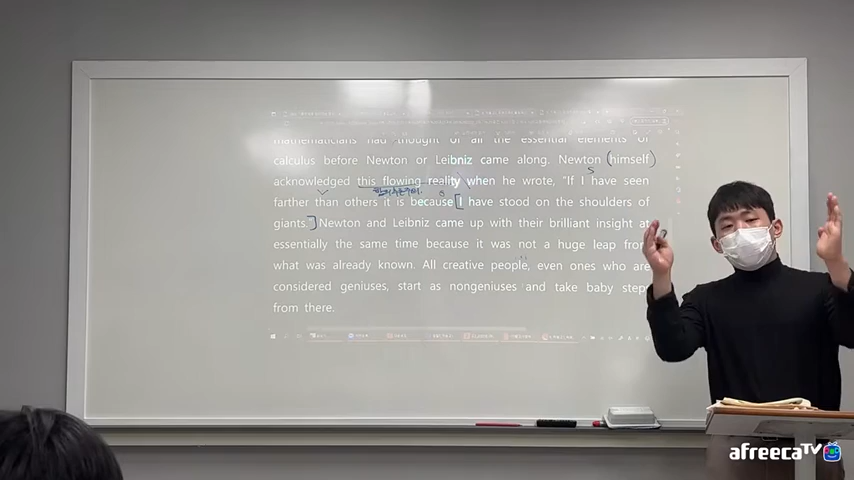 mathematicians had thought of all the essential elements of
calculus before Newton or Leibniz came along. Newton (himself)
S
acknowledged this flowing reality when he wrote, "If I have seen
farther than others it is because [I have stood on the shoulders of
giants."] Newton and Leibniz came up with their brilliant insight at
essentially the same time because it was not a huge leap from
what was already known. All creative people, even ones who are
considered geniuses, start as nongeniuses and take baby steps
from there.
afreecaTV